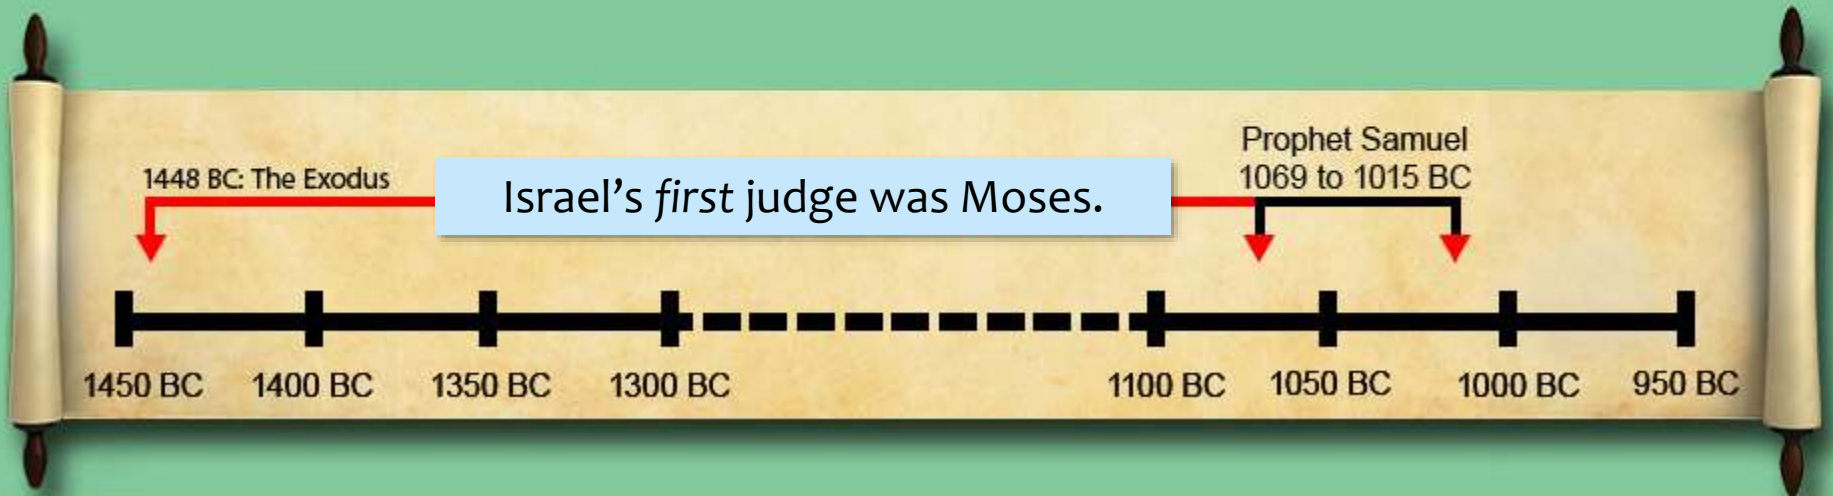 Prophet Samuel
1069 to 1015 BC
1448 BC: The Exodus
Israel’s first judge was Moses.
1450 BC 1400 BC 1350 BC 1300 BC 1100 BC 1050 BC 1000 BC 950 BC